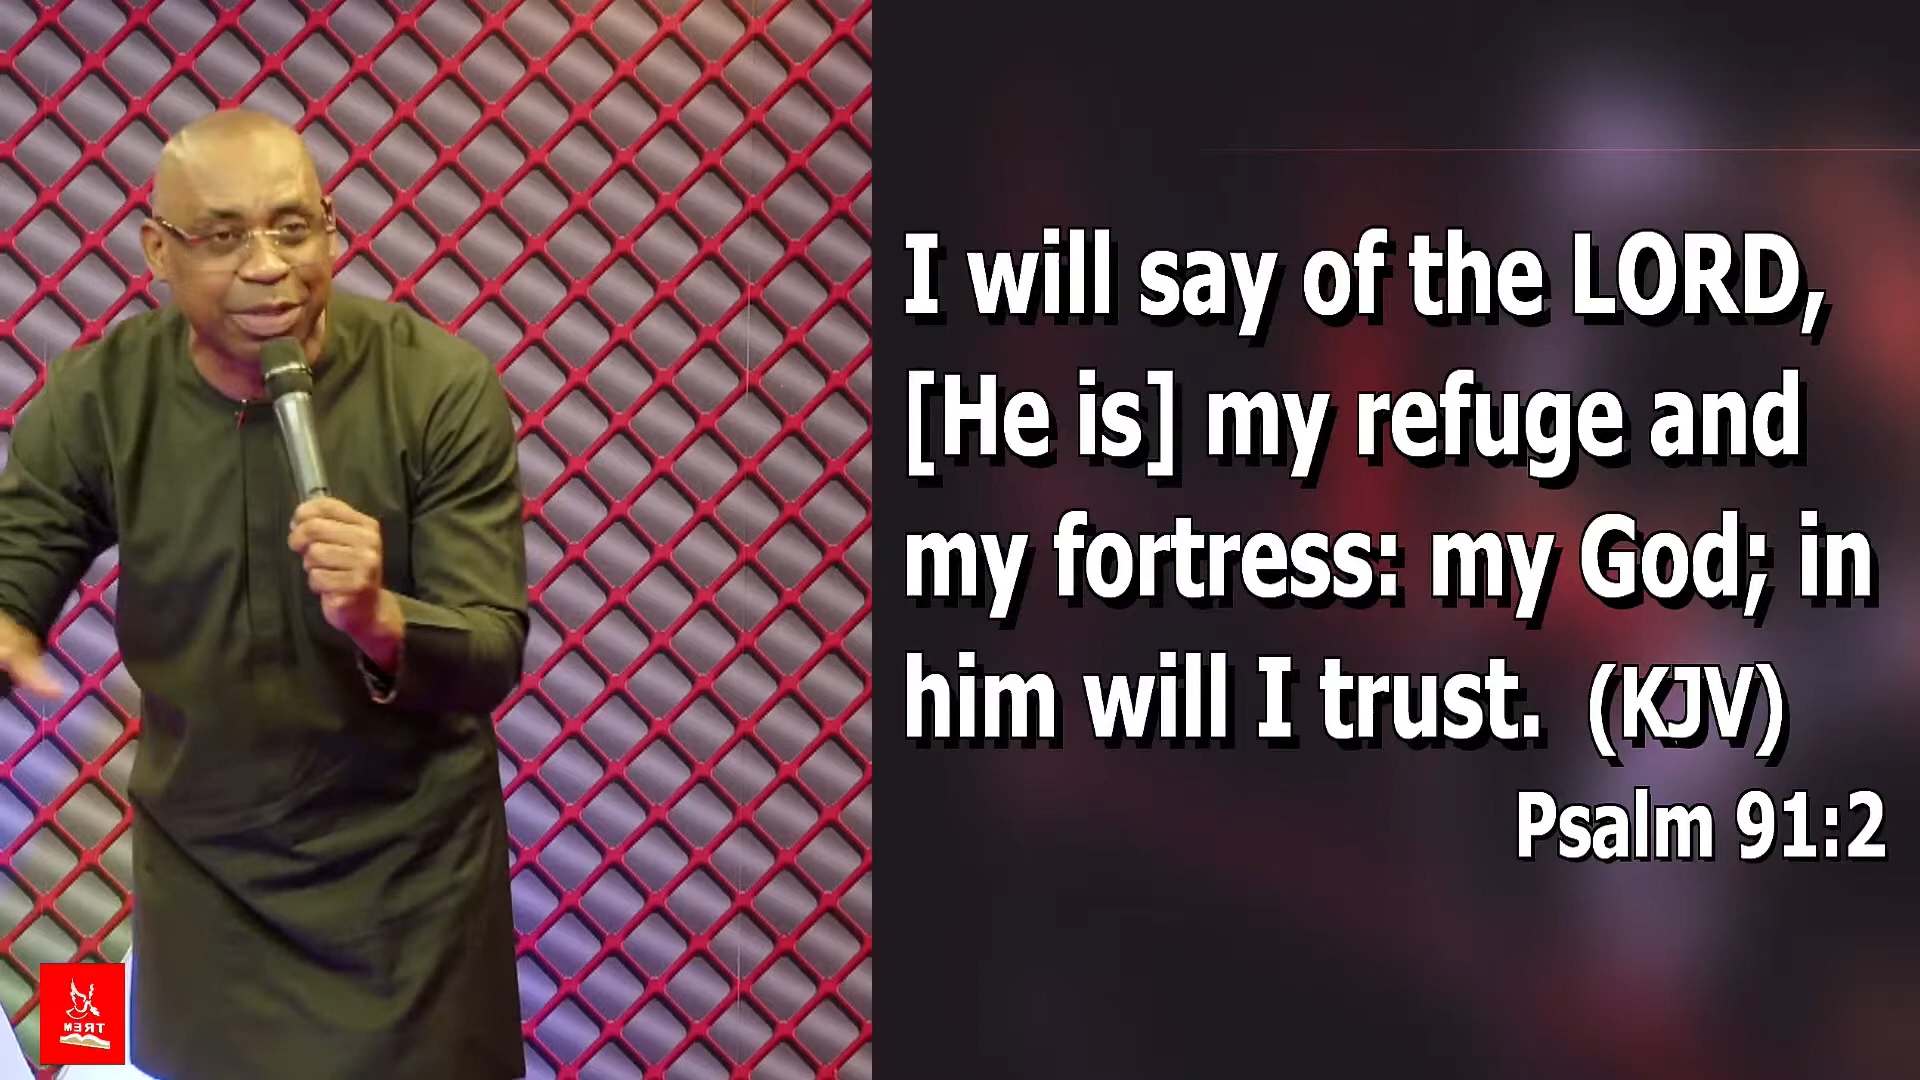 I will say of the LORD,
[He is] my refuge and
my fortress: my God; in
him will I trust. (KJV)
Psalm 91:2
TREM